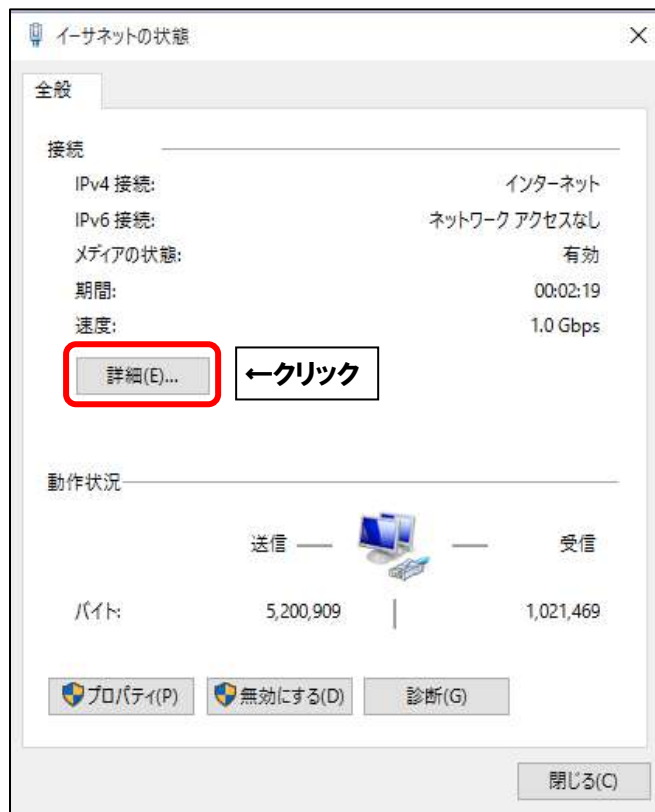 イーサネットの状態
全般
接続
IPv4 接続: インターネット
IPv6 接続: ネットワーク アクセスなし
メディアの状態: 有効
期間: 00:02:19
速度: 1.0 Gbps
詳細(E)... ←クリック
動作状況
送信 受信
バイト: 5,200,909 1,021,469
プロパティ(P) 無効にする(D) 診断(G)
閉じる(C)